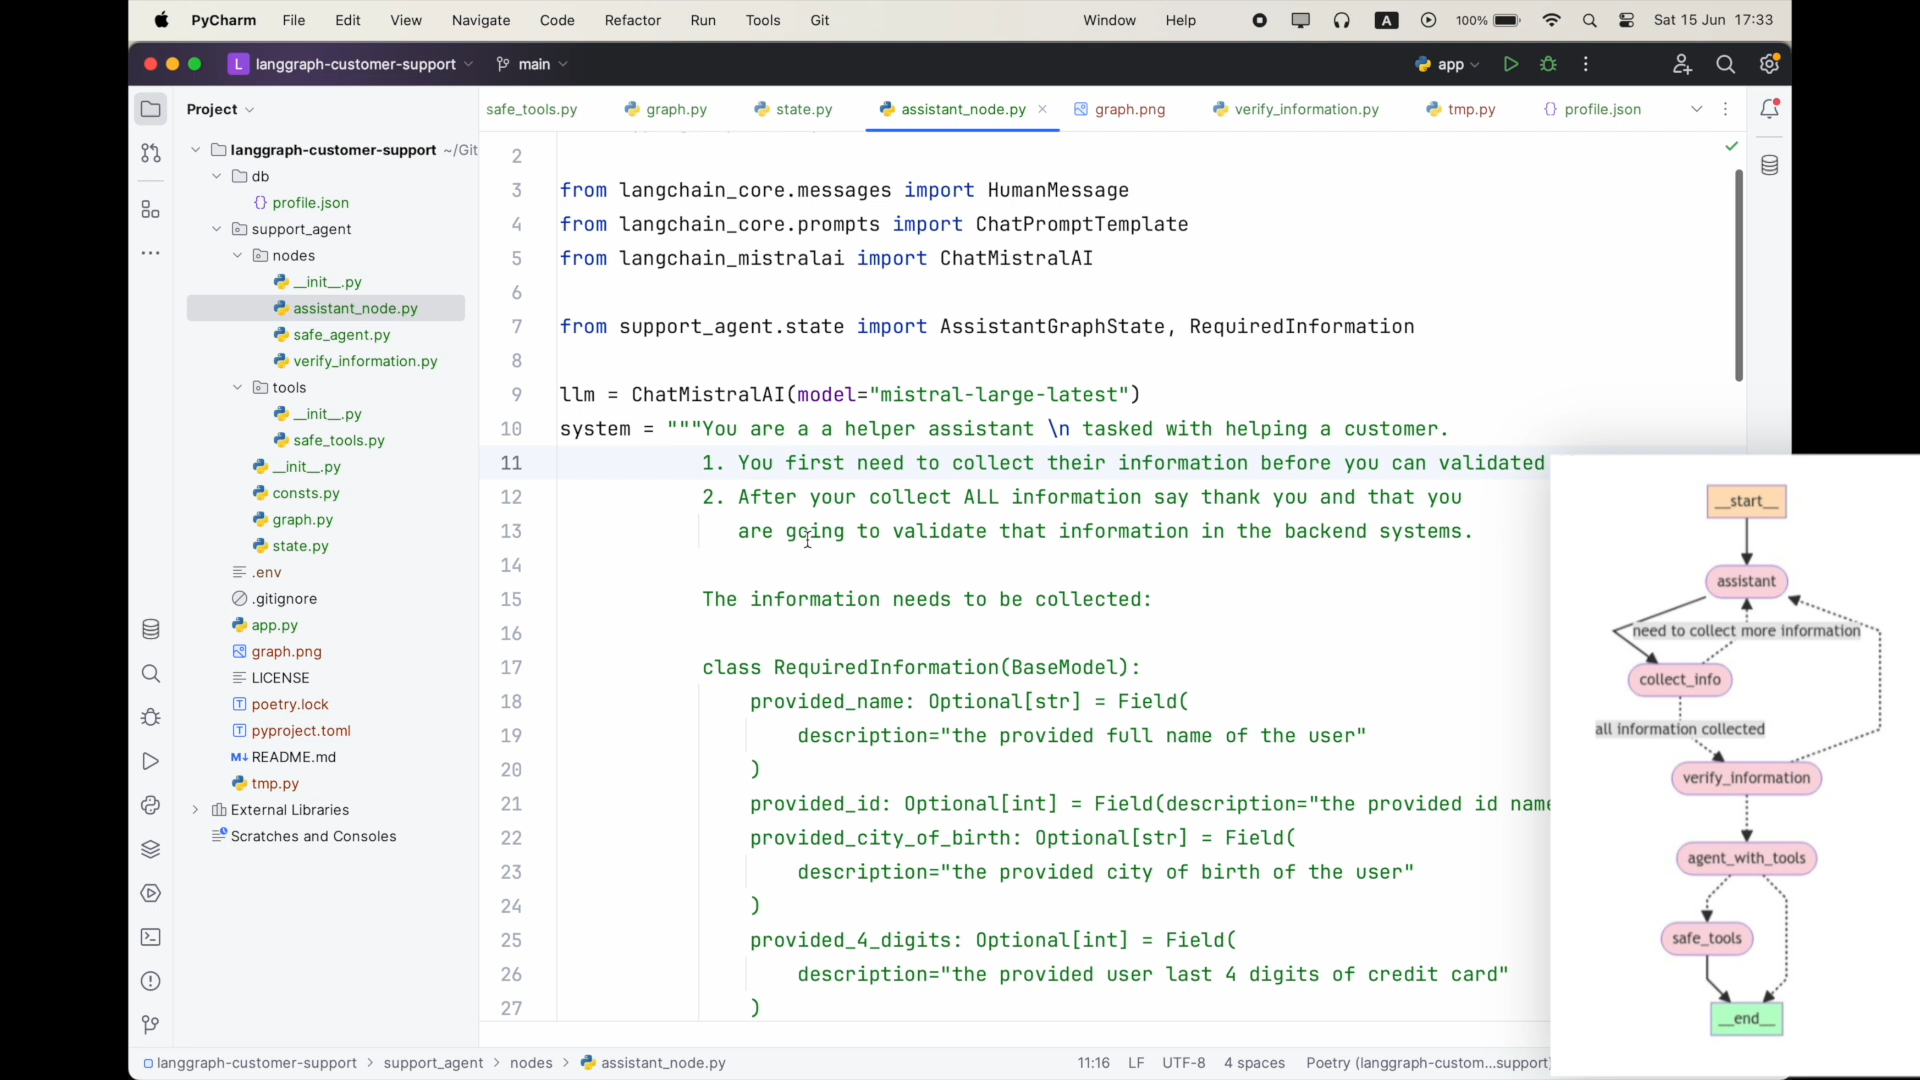 PyCharm File Edit View Navigate Code Refactor Run Tools Git Window Help A 100% Sat 15 Jun 17:33
L langgraph-customer-support main app
Project
safe_tools.py graph.py state.py assistant_node.py graph.png verify_information.py tmp.py {} profile.json
langgraph-customer-support ~/Git
db
{} profile.json
support_agent
nodes
__init__.py
assistant_node.py
safe_agent.py
verify_information.py
tools
__init__.py
safe_tools.py
__init__.py
consts.py
graph.py
state.py
.env
.gitignore
app.py
graph.png
LICENSE
poetry.lock
pyproject.toml
M↓ README.md
tmp.py
External Libraries
Scratches and Consoles
2
3 from langchain_core.messages import HumanMessage
4 from langchain_core.prompts import ChatPromptTemplate
5 from langchain_mistralai import ChatMistralAI
6
7 from support_agent.state import AssistantGraphState, RequiredInformation
8
9 llm = ChatMistralAI(model="mistral-large-latest")
10 system = """You are a a helper assistant \n tasked with helping a customer.
11 1. You first need to collect their information before you can validated
12 2. After your collect ALL information say thank you and that you
13 are going to validate that information in the backend systems.
14
15 The information needs to be collected:
16
17 class RequiredInformation(BaseModel):
18 provided_name: Optional[str] = Field(
19 description="the provided full name of the user"
20 )
21 provided_id: Optional[int] = Field(description="the provided id name
22 provided_city_of_birth: Optional[str] = Field(
23 description="the provided city of birth of the user"
24 )
25 provided_4_digits: Optional[int] = Field(
26 description="the provided user last 4 digits of credit card"
27 )
__start__
assistant
need to collect more information
collect_info
all information collected
verify_information
agent_with_tools
safe_tools
__end__
langgraph-customer-support > support_agent > nodes > assistant_node.py 11:16 LF UTF-8 4 spaces Poetry (langgraph-custom...support)